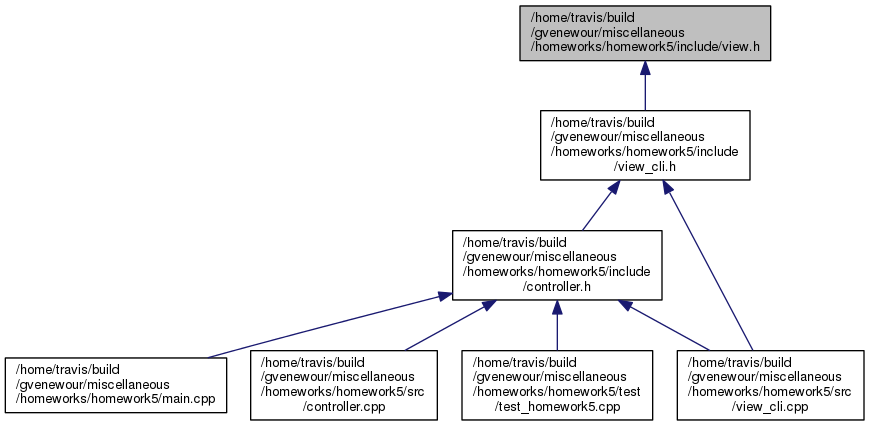 /home/travis/build
/gvenewour/miscellaneous
/homeworks/homework5/include/view.h
/home/travis/build
/gvenewour/miscellaneous
/homeworks/homework5/include
/view_cli.h
/home/travis/build
/gvenewour/miscellaneous
/homeworks/homework5/include
/controller.h
/home/travis/build
/gvenewour/miscellaneous
/homeworks/homework5/main.cpp
/home/travis/build
/gvenewour/miscellaneous
/homeworks/homework5/src
/controller.cpp
/home/travis/build
/gvenewour/miscellaneous
/homeworks/homework5/test
/test_homework5.cpp
/home/travis/build
/gvenewour/miscellaneous
/homeworks/homework5/src
/view_cli.cpp